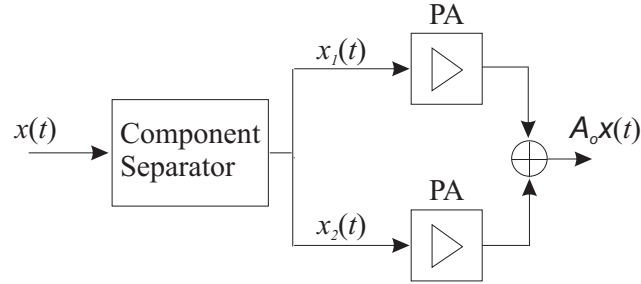 PA
x₁(t)
x(t)
Component
Separator
Aₒx(t)
PA
x₂(t)